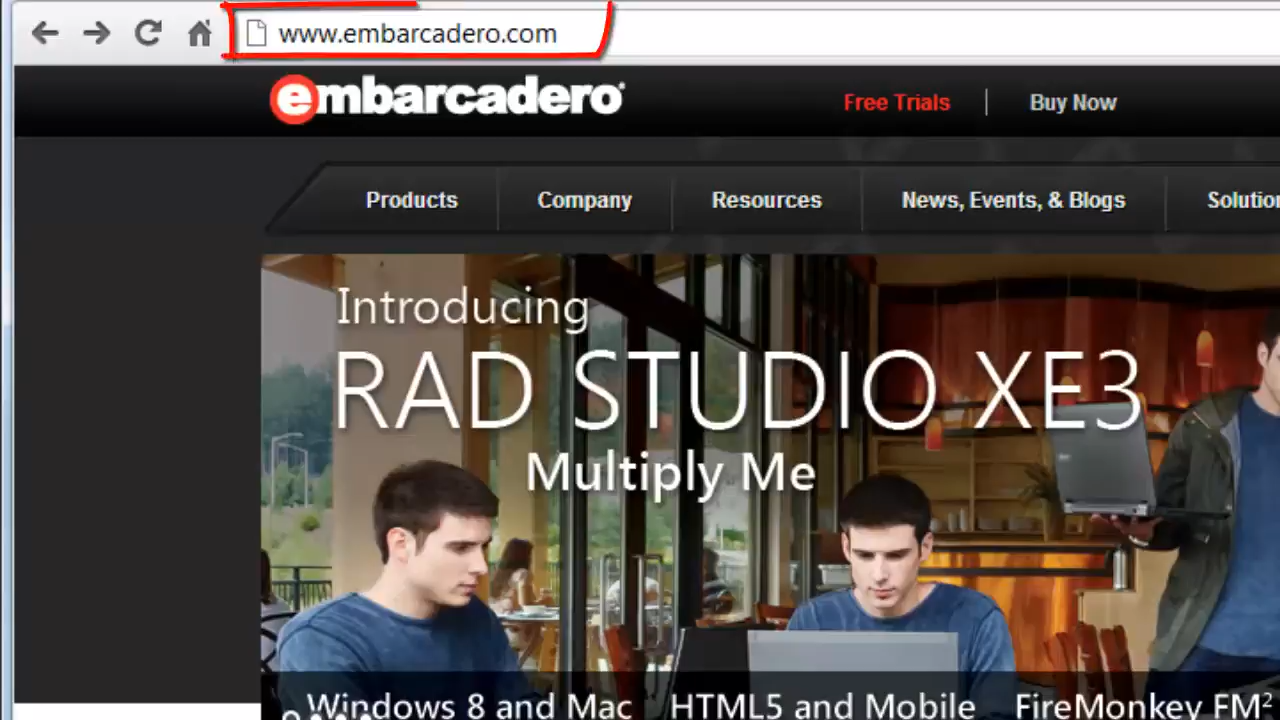 www.embarcadero.com
embarcadero
Free Trials
Buy Now
Products
Company
Resources
News, Events, & Blogs
Introducing
RAD STUDIO XE3
Multiply Me
Windows 8 and Mac
HTML5 and Mobile
FireMonkey FM²